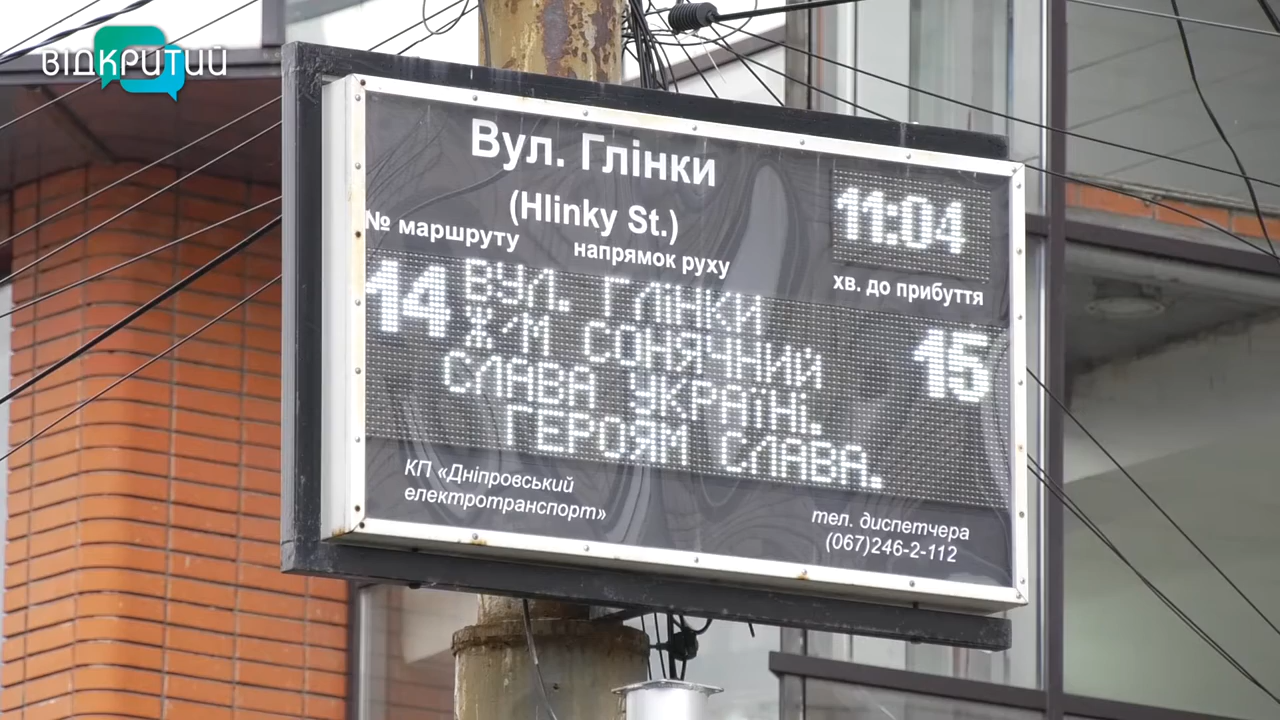 ВІДКРИТИЙ
Вул. Глінки
(Hlinky St.)
11:04
№ маршруту
напрямок руху
хв. до прибуття
14
ВУЛ. ГЛІНКИ
Ж/М СОНЯЧНИЙ
15
СЛАВА УКРАЇНІ.
ГЕРОЯМ СЛАВА.
КП «Дніпровський
електротранспорт»
тел. диспетчера
(067)246-2-112